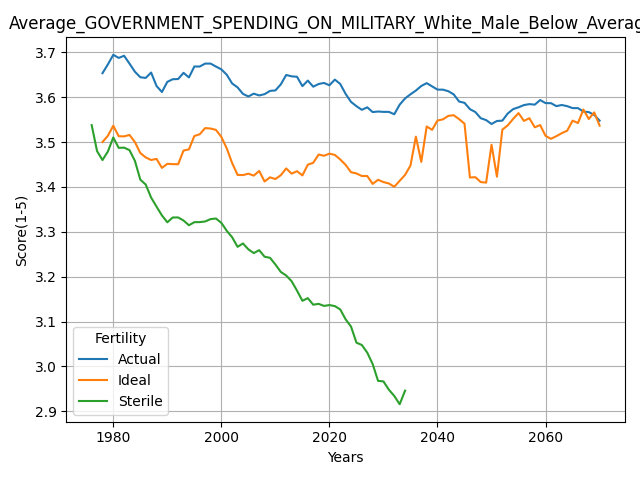 Average_GOVERNMENT_SPENDING_ON_MILITARY_White_Male_Below_Averag
3.7
3.6
3.5
3.4
3.3
3.2
3.1
3.0
2.9
Score(1-5)
Fertility
Actual
Ideal
Sterile
1980
2000
2020
2040
2060
Years